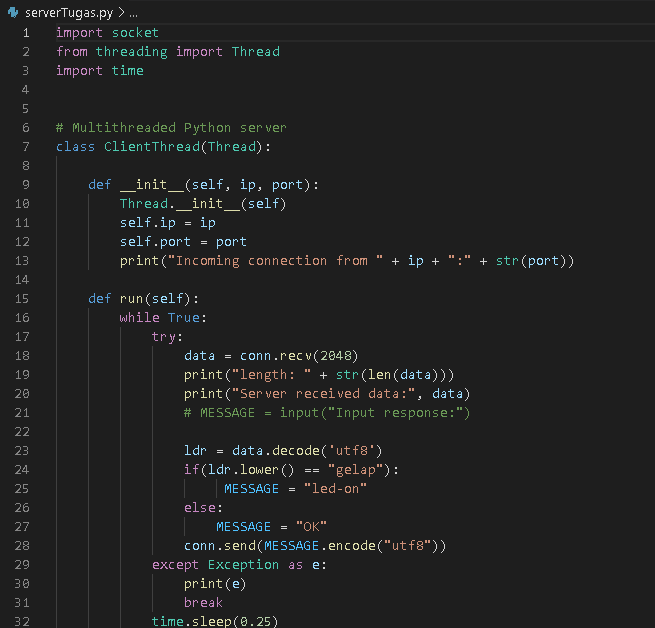 serverTugas.py > ...
1 import socket
2 from threading import Thread
3 import time
4
5
6 # Multithreaded Python server
7 class ClientThread(Thread):
8
9     def __init__(self, ip, port):
10         Thread.__init__(self)
11         self.ip = ip
12         self.port = port
13         print("Incoming connection from " + ip + ":" + str(port))
14
15     def run(self):
16         while True:
17             try:
18                 data = conn.recv(2048)
19                 print("length: " + str(len(data)))
20                 print("Server received data:", data)
21                 # MESSAGE = input("Input response:")
22
23                 ldr = data.decode('utf8')
24                 if(ldr.lower() == "gelap"):
25                      MESSAGE = "led-on"
26                 else:
27                     MESSAGE = "OK"
28                 conn.send(MESSAGE.encode("utf8"))
29             except Exception as e:
30                 print(e)
31                 break
32             time.sleep(0.25)